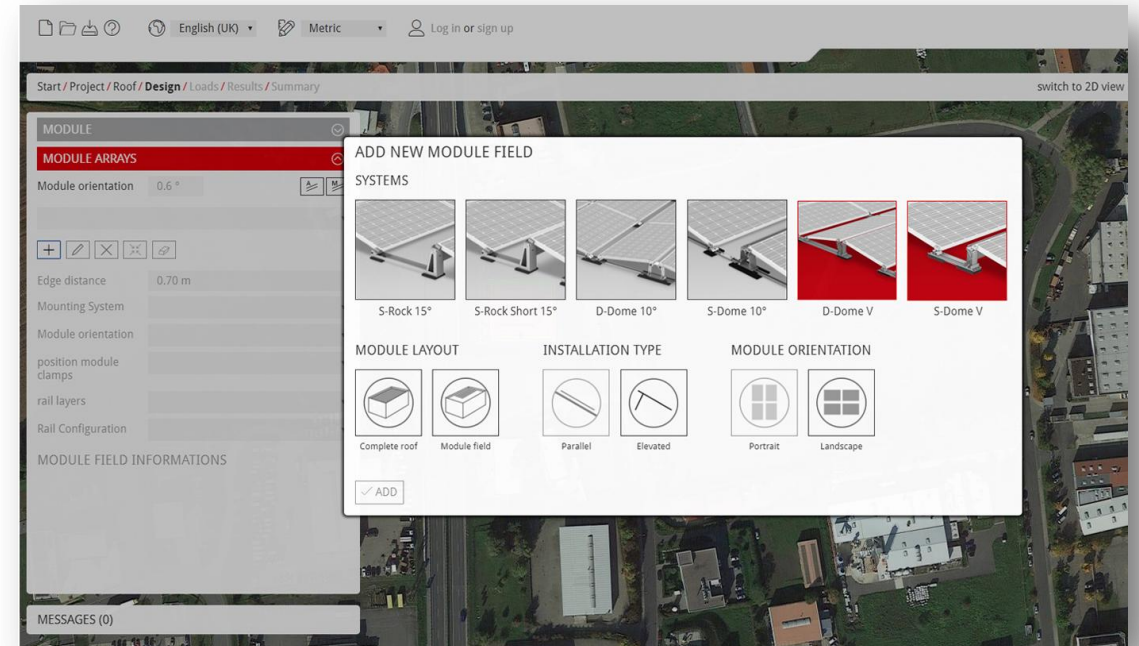 English (UK)
Metric
Log in or sign up
Start / Project / Roof / Design / Loads / Results / Summary
switch to 2D view
MODULE
MODULE ARRAYS
Module orientation 0.6 °
A
M
Edge distance 0.70 m
Mounting System
Module orientation
position module
clamps
rail layers
Rail Configuration
MODULE FIELD INFORMATIONS
MESSAGES (0)
ADD NEW MODULE FIELD
SYSTEMS
S-Rock 15° S-Rock Short 15° D-Dome 10° S-Dome 10° D-Dome V S-Dome V
MODULE LAYOUT INSTALLATION TYPE MODULE ORIENTATION
Complete roof Module field Parallel Elevated Portrait Landscape
ADD